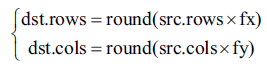 dst.rows = round(src.rows×fx)
dst.cols = round(src.cols×fy)